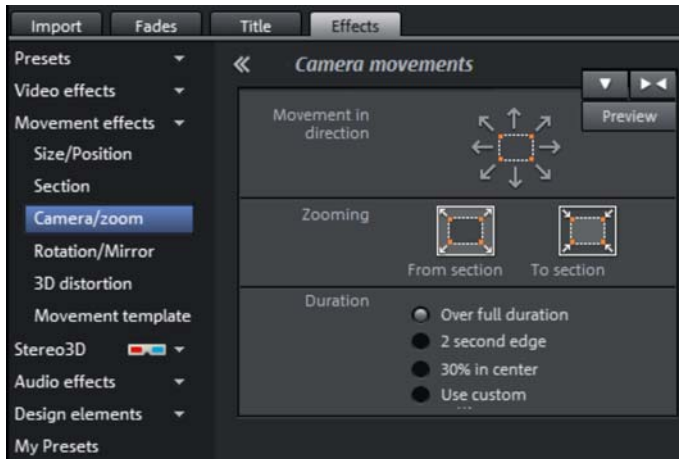 Import Fades Title Effects
Presets
Video effects
Movement effects
Size/Position
Section
Camera/zoom
Rotation/Mirror
3D distortion
Movement template
Stereo3D
Audio effects
Design elements
My Presets
Camera movements
Preview
Movement in
direction
Zooming
From section To section
Duration
Over full duration
2 second edge
30% in center
Use custom